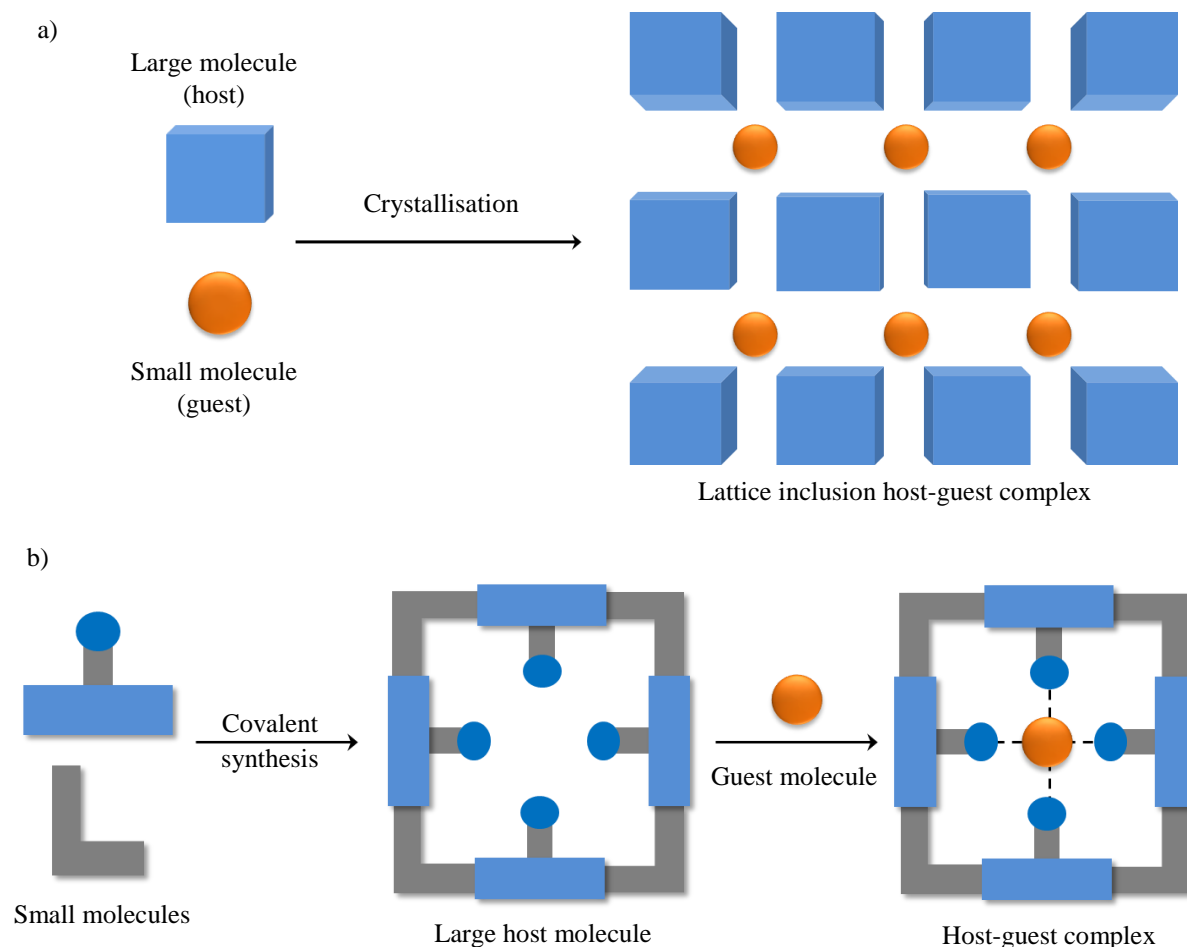 a)
Large molecule
(host)
Crystallisation
Small molecule
(guest)
Lattice inclusion host-guest complex
b)
Covalent
synthesis
Guest molecule
Small molecules
Large host molecule
Host-guest complex